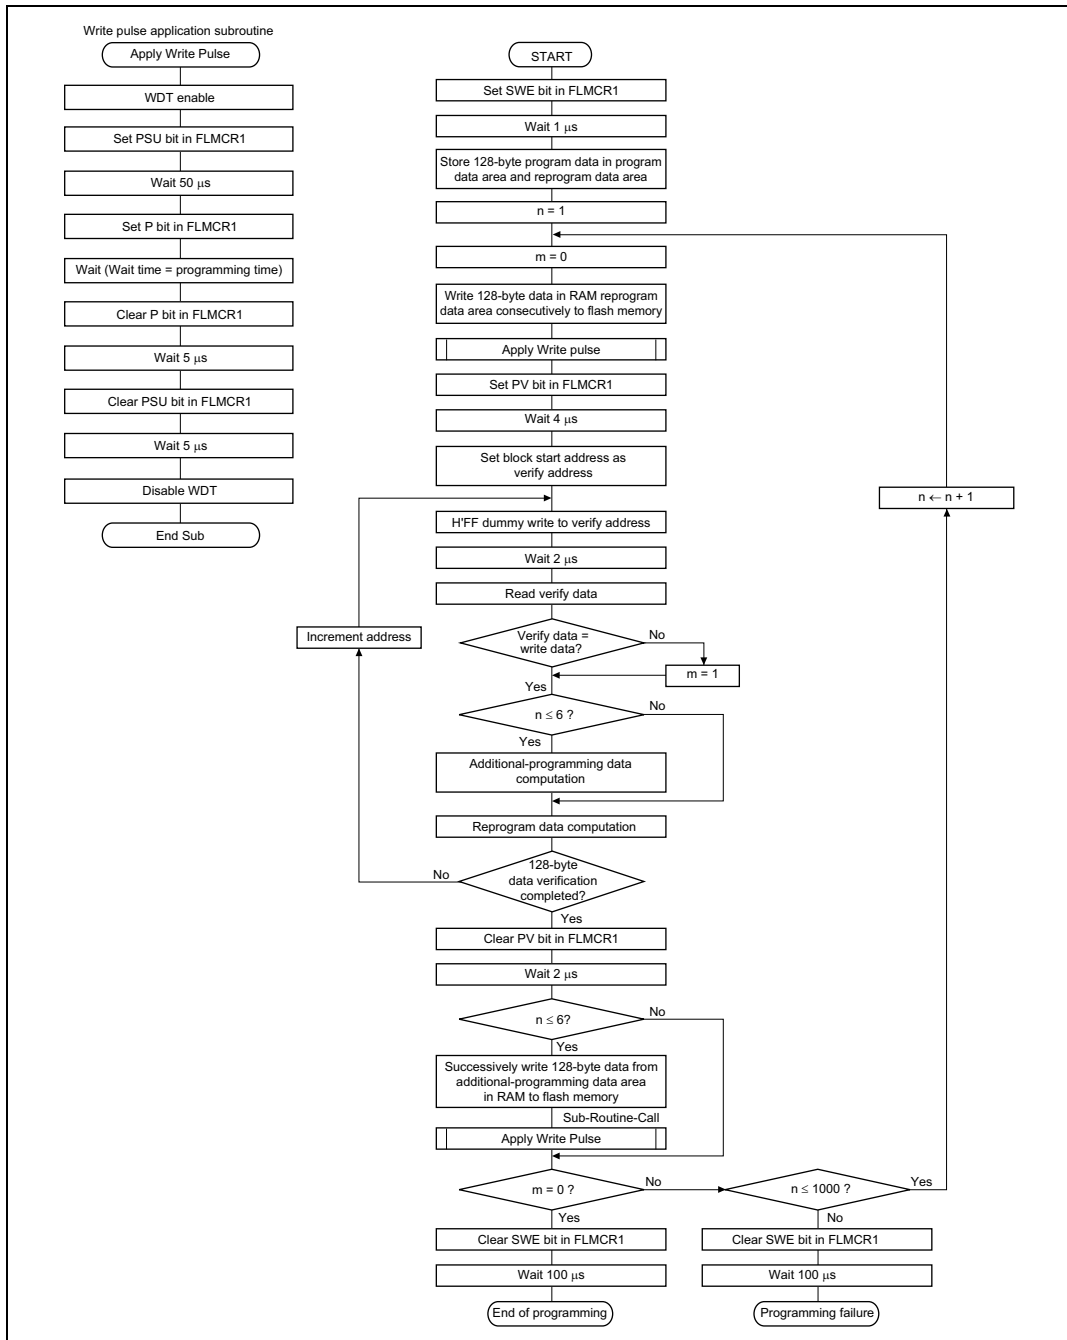 Write pulse application subroutine
Apply Write Pulse
WDT enable
Set PSU bit in FLMCR1
Wait 50 μs
Set P bit in FLMCR1
Wait (Wait time = programming time)
Clear P bit in FLMCR1
Wait 5 μs
Clear PSU bit in FLMCR1
Wait 5 μs
Disable WDT
End Sub
START
Set SWE bit in FLMCR1
Wait 1 μs
Store 128-byte program data in program
data area and reprogram data area
n = 1
m = 0
Write 128-byte data in RAM reprogram
data area consecutively to flash memory
Apply Write pulse
Set PV bit in FLMCR1
Wait 4 μs
Set block start address as
verify address
n ← n + 1
H'FF dummy write to verify address
Wait 2 μs
Read verify data
Increment address
Verify data =
write data?
No
m = 1
Yes
n ≤ 6 ?
No
Yes
Additional-programming data
computation
Reprogram data computation
128-byte
data verification
completed?
No
Yes
Clear PV bit in FLMCR1
Wait 2 μs
n ≤ 6?
No
Yes
Successively write 128-byte data from
additional-programming data area
in RAM to flash memory
Sub-Routine-Call
Apply Write Pulse
m = 0 ?
No
n ≤ 1000 ?
Yes
Yes
No
Clear SWE bit in FLMCR1
Clear SWE bit in FLMCR1
Wait 100 μs
Wait 100 μs
End of programming
Programming failure